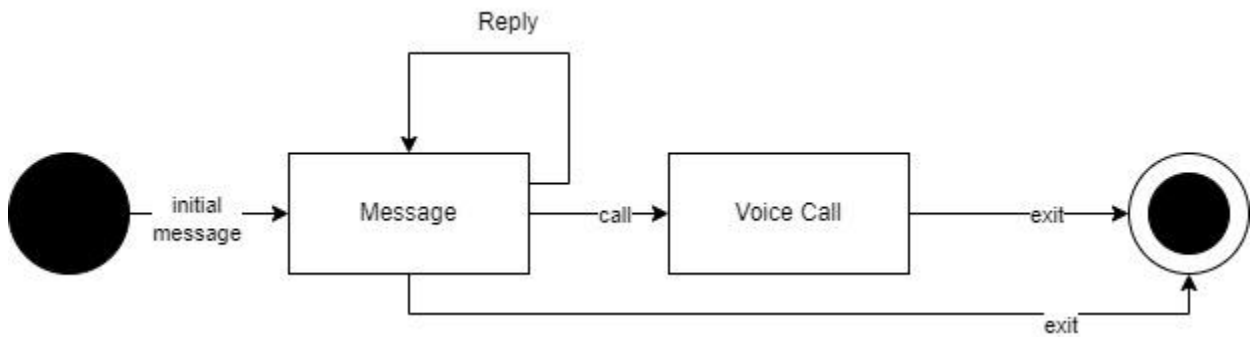 Reply
initial
message
Message
call
Voice Call
exit
exit